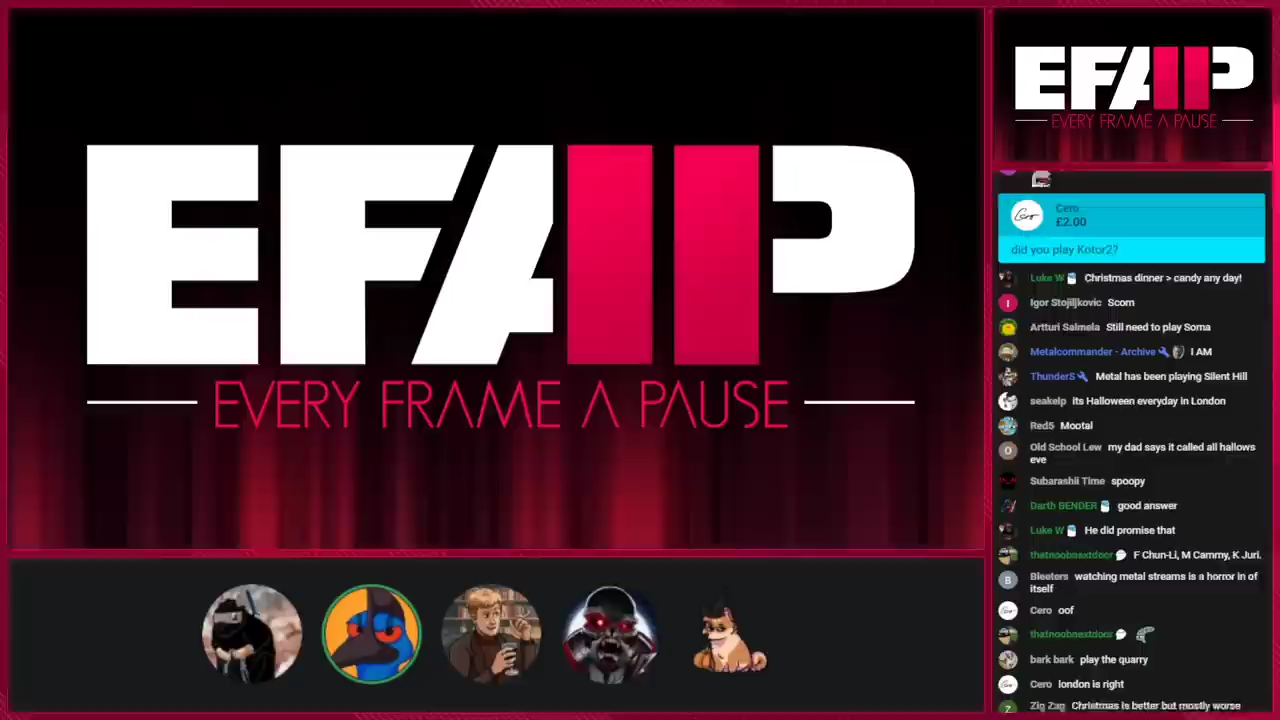 EFAP
EVERY FRAME A PAUSE
EFAP
EVERY FRAME A PAUSE
Cero
£2.00
did you play Kotor2?
Luke W Christmas dinner > candy any day!
Igor Stojiljkovic Scorn
Artturi Salmela Still need to play Soma
Metalcommander - Archive I AM
ThunderS Metal has been playing Silent Hill
seakelp its Halloween everyday in London
Red5 Mootal
Old School Lew my dad says it called all hallows
eve
Subarashii Time spoopy
Darth BENDER good answer
Luke W He did promise that
thatnoobnextdoor F Chun-Li, M Cammy, K Juri.
Bleeters watching metal streams is a horror in of
itself
Cero oof
thatnoobnextdoor
bark bark play the quarry
Cero london is right
Zig Zag Christmas is better but mostly worse